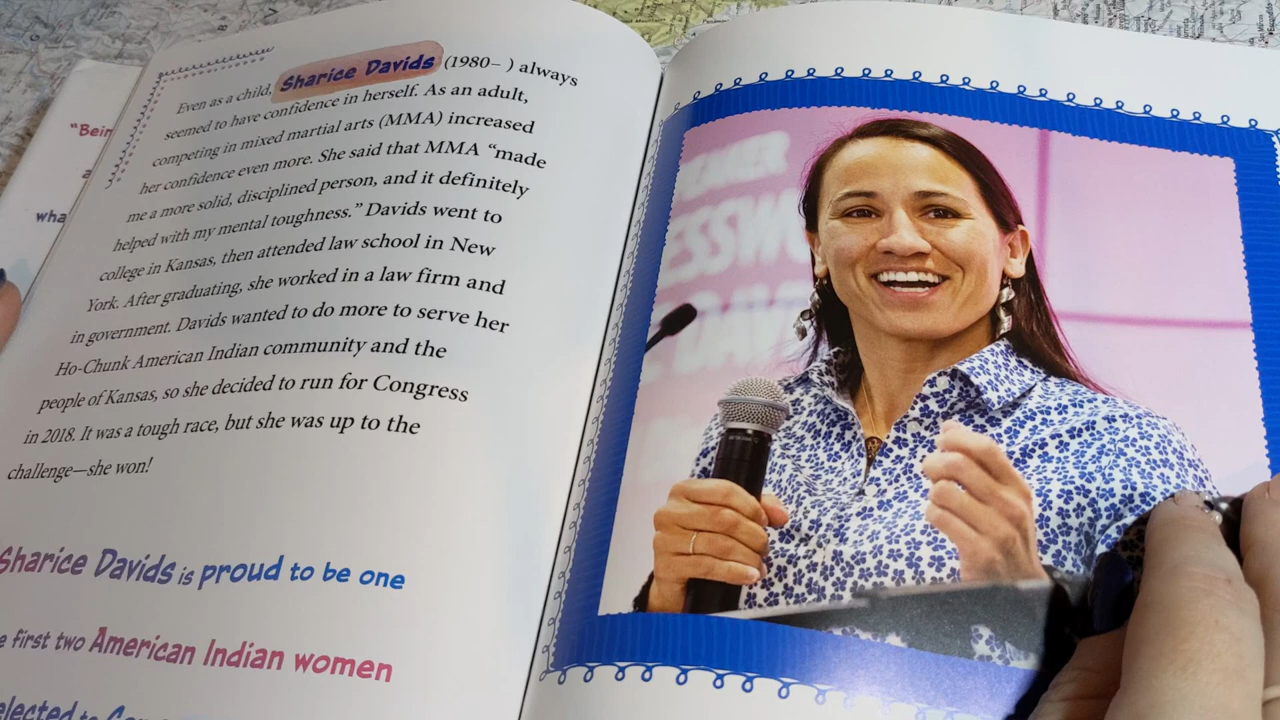 Even as a child, Sharice Davids (1980– ) always
seemed to have confidence in herself. As an adult,
competing in mixed martial arts (MMA) increased
her confidence even more. She said that MMA “made
me a more solid, disciplined person, and it definitely
helped with my mental toughness.” Davids went to
college in Kansas, then attended law school in New
York. After graduating, she worked in a law firm and
in government. Davids wanted to do more to serve her
Ho-Chunk American Indian community and the
people of Kansas, so she decided to run for Congress
in 2018. It was a tough race, but she was up to the
challenge—she won!
Sharice Davids is proud to be one
first two American Indian women
"Bein
wha